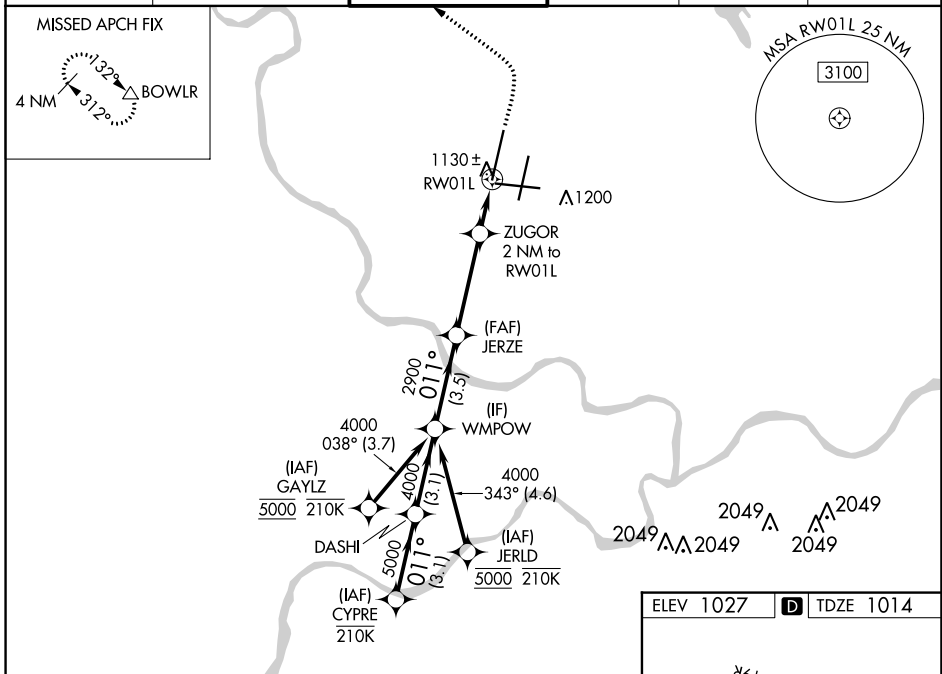 MISSED APCH FIX
132°
4 NM
312°
BOWLR
MSA RW01L 25 NM
3100
1130 ±
RW01L
1200
ZUGOR
2 NM to
RW01L
(FAF)
JERZE
2900
011°
(3.5)
(IF)
WMPOW
4000
038° (3.7)
4000
343° (4.6)
(IAF)
GAYLZ
5000 210K
4000
(3.1)
DASHI
5000
011°
(3.1)
(IAF)
JERLD
5000 210K
(IAF)
CYPRE
210K
2049
2049
2049
2049
2049
ELEV 1027
D
TDZE 1014